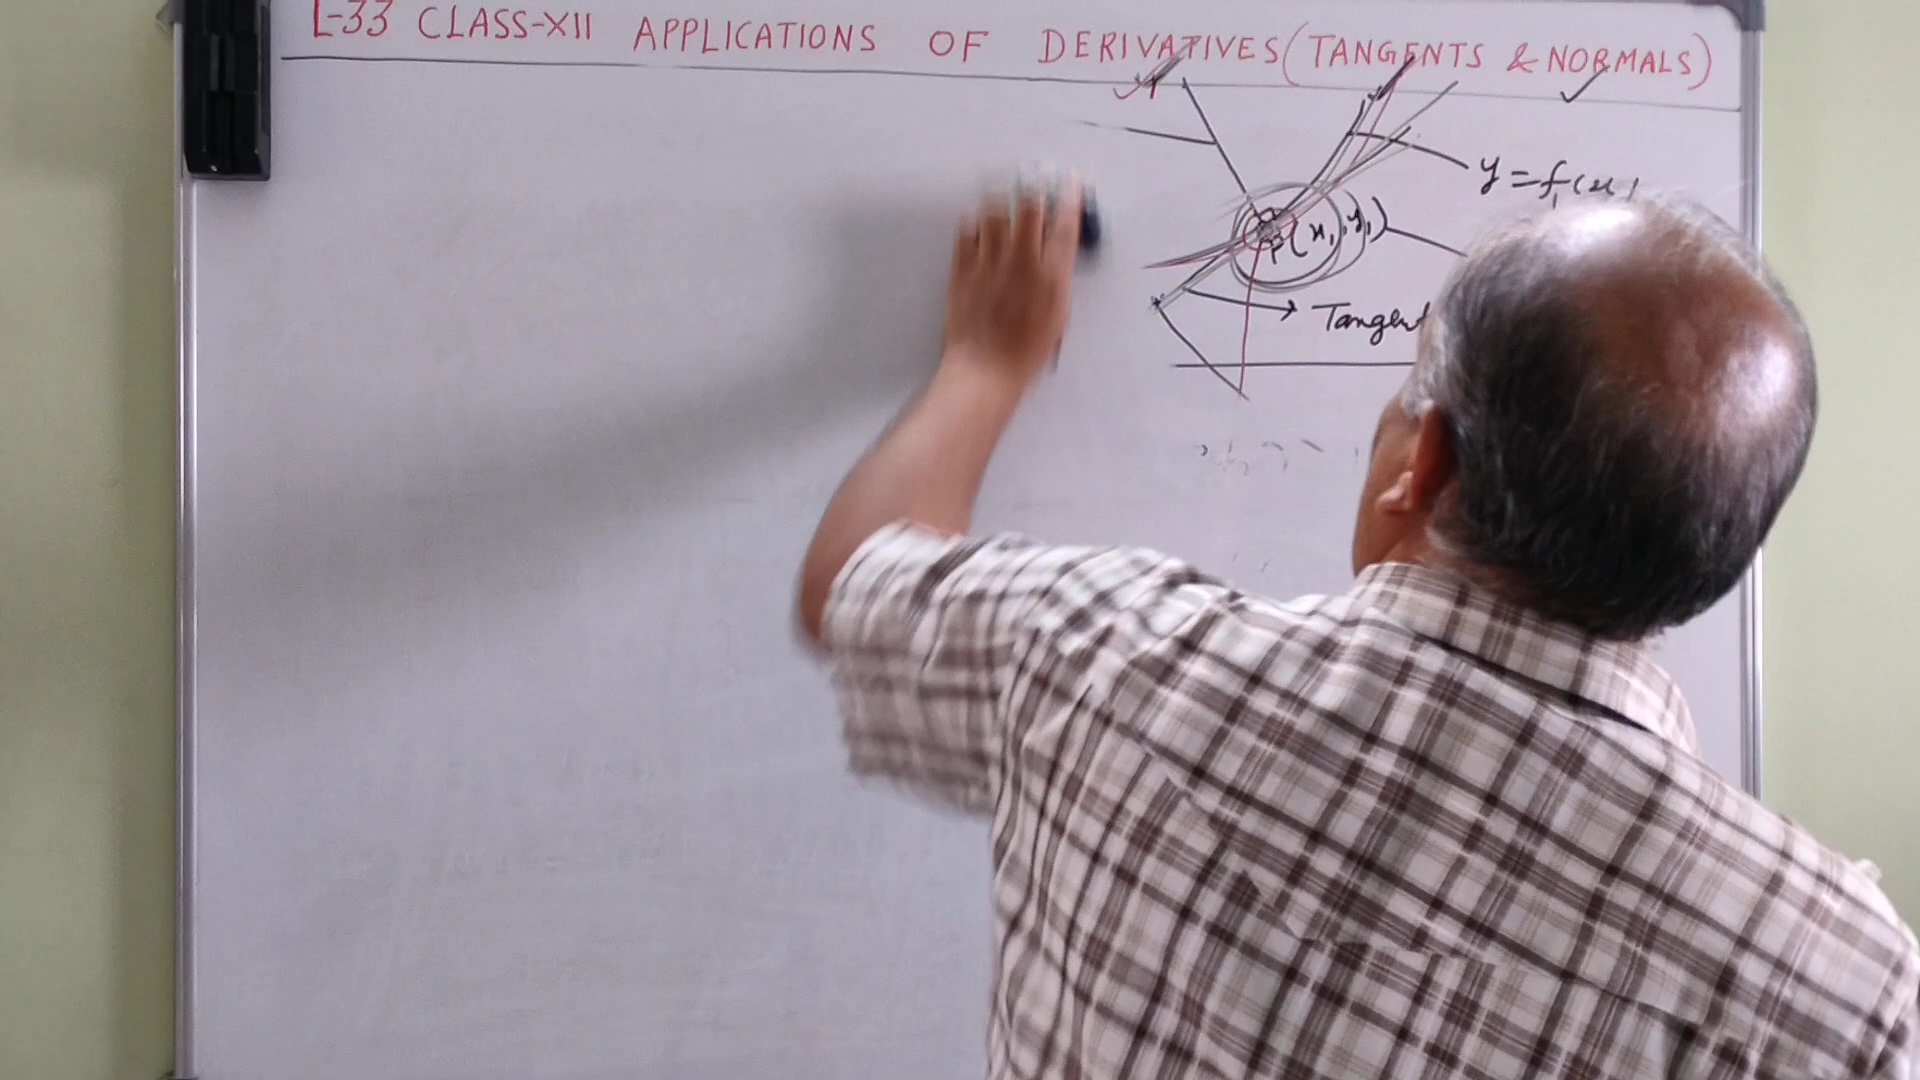 L-33 CLASS-XII APPLICATIONS OF DERIVATIVES (TANGENTS & NORMALS)
y = f(x)
P(x₁, y₁)
Tangent